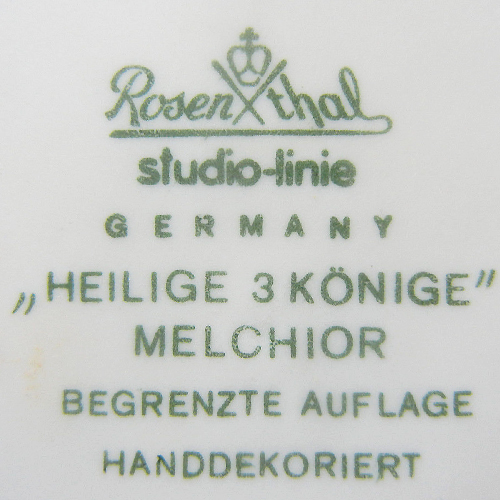 Rosenthal
studio-linie
GERMANY
„HEILIGE 3 KÖNIGE”
MELCHIOR
BEGRENZTE AUFLAGE
HANDDEKORIERT